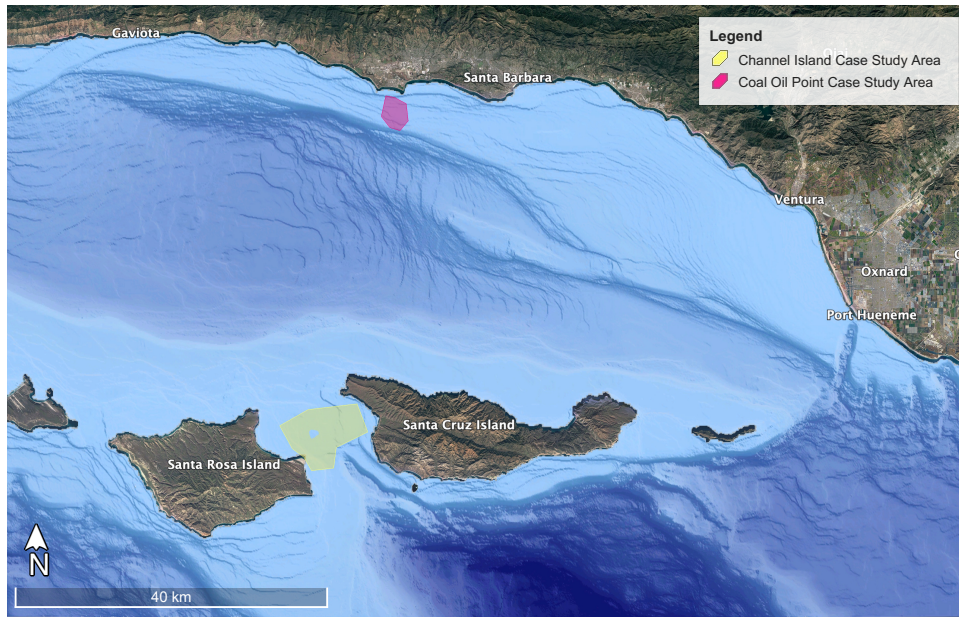 Gaviota
Santa Barbara
Legend
Channel Island Case Study Area
Coal Oil Point Case Study Area
Ventura
Oxnard
Port Hueneme
Santa Cruz Island
Santa Rosa Island
N
40 km